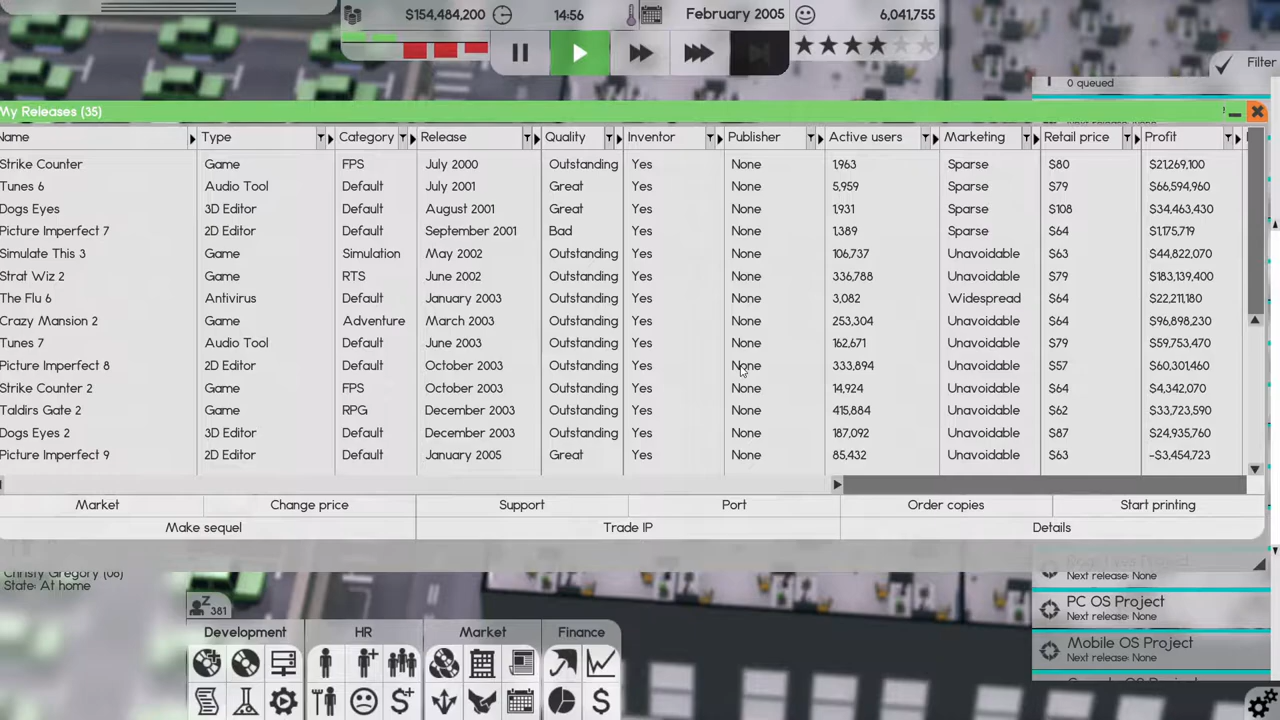 $154,484,200 14:56 February 2005 6,041,755
Filter
0 queued
My Releases (35)
Name Type Category Release Quality Inventor Publisher Active users Marketing Retail price Profit
Strike Counter Game FPS July 2000 Outstanding Yes None 1,963 Sparse $80 $21,269,100
Tunes 6 Audio Tool Default July 2001 Great Yes None 5,959 Sparse $79 $66,594,960
Dogs Eyes 3D Editor Default August 2001 Great Yes None 1,931 Sparse $108 $34,463,430
Picture Imperfect 7 2D Editor Default September 2001 Bad Yes None 1,389 Sparse $64 $1,175,719
Simulate This 3 Game Simulation May 2002 Outstanding Yes None 106,737 Unavoidable $63 $44,822,070
Strat Wiz 2 Game RTS June 2002 Outstanding Yes None 336,788 Unavoidable $79 $183,139,400
The Flu 6 Antivirus Default January 2003 Outstanding Yes None 3,082 Widespread $64 $22,211,180
Crazy Mansion 2 Game Adventure March 2003 Outstanding Yes None 253,304 Unavoidable $64 $96,898,230
Tunes 7 Audio Tool Default June 2003 Outstanding Yes None 162,671 Unavoidable $79 $59,753,470
Picture Imperfect 8 2D Editor Default October 2003 Outstanding Yes None 333,894 Unavoidable $57 $60,301,460
Strike Counter 2 Game FPS October 2003 Outstanding Yes None 14,924 Unavoidable $64 $4,342,070
Taldirs Gate 2 Game RPG December 2003 Outstanding Yes None 415,884 Unavoidable $62 $33,723,590
Dogs Eyes 2 3D Editor Default December 2003 Outstanding Yes None 187,092 Unavoidable $87 $24,935,760
Picture Imperfect 9 2D Editor Default January 2005 Great Yes None 85,432 Unavoidable $63 -$3,454,723
Market Change price Support Port Order copies Start printing
Make sequel Trade IP Details
Christy Gregory
State: At home
Next release: None
PC OS Project
Next release: None
Mobile OS Project
Next release: None
Z 381
Development HR Market Finance